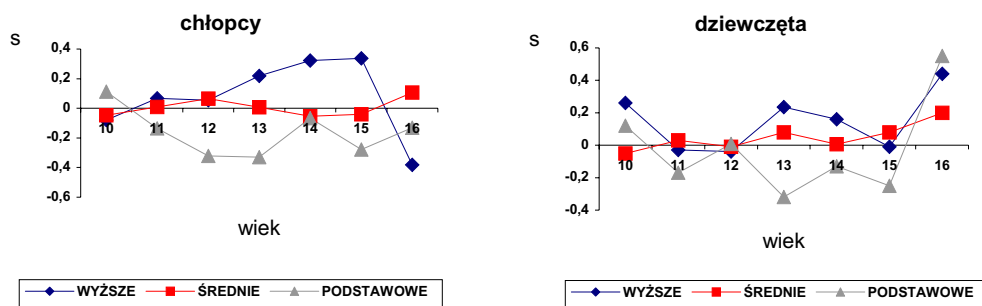 chłopcy
s
0,4
0,2
0
-0,2
-0,4
-0,6
10 11 12 13 14 15 16
wiek
WYŻSZE ŚREDNIE PODSTAWOWE
dziewczęta
s
0,6
0,4
0,2
0
-0,2
-0,4
10 11 12 13 14 15 16
wiek
WYŻSZE ŚREDNIE PODSTAWOWE